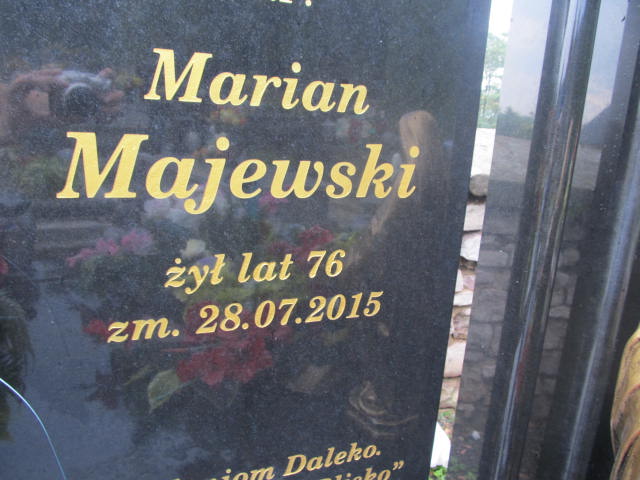 Marian
Majewski
żył lat 76
zm. 28.07.2015
Daleko.